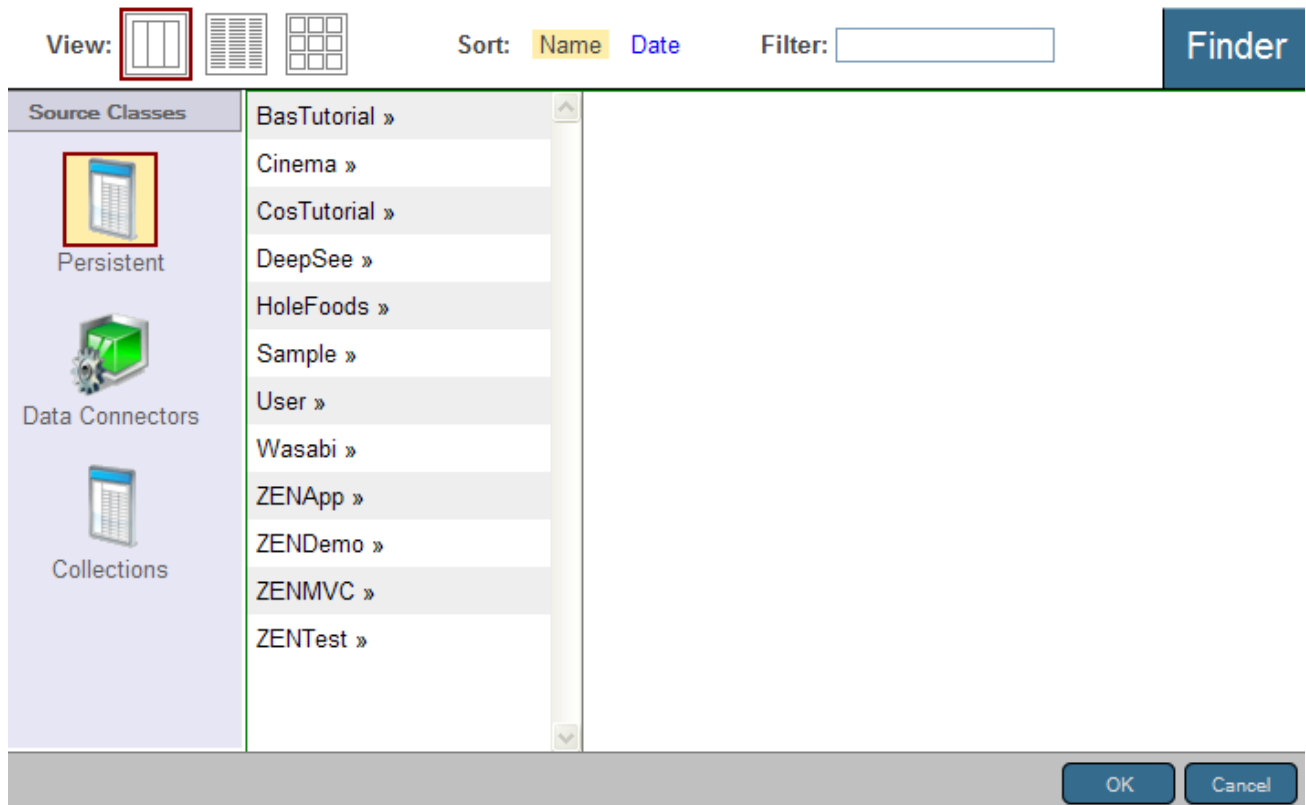 View: Sort: Name Date Filter: Finder
Source Classes
Persistent
Data Connectors
Collections
BasTutorial »
Cinema »
CosTutorial »
DeepSee »
HoleFoods »
Sample »
User »
Wasabi »
ZENApp »
ZENDemo »
ZENMVC »
ZENTest »
OK Cancel